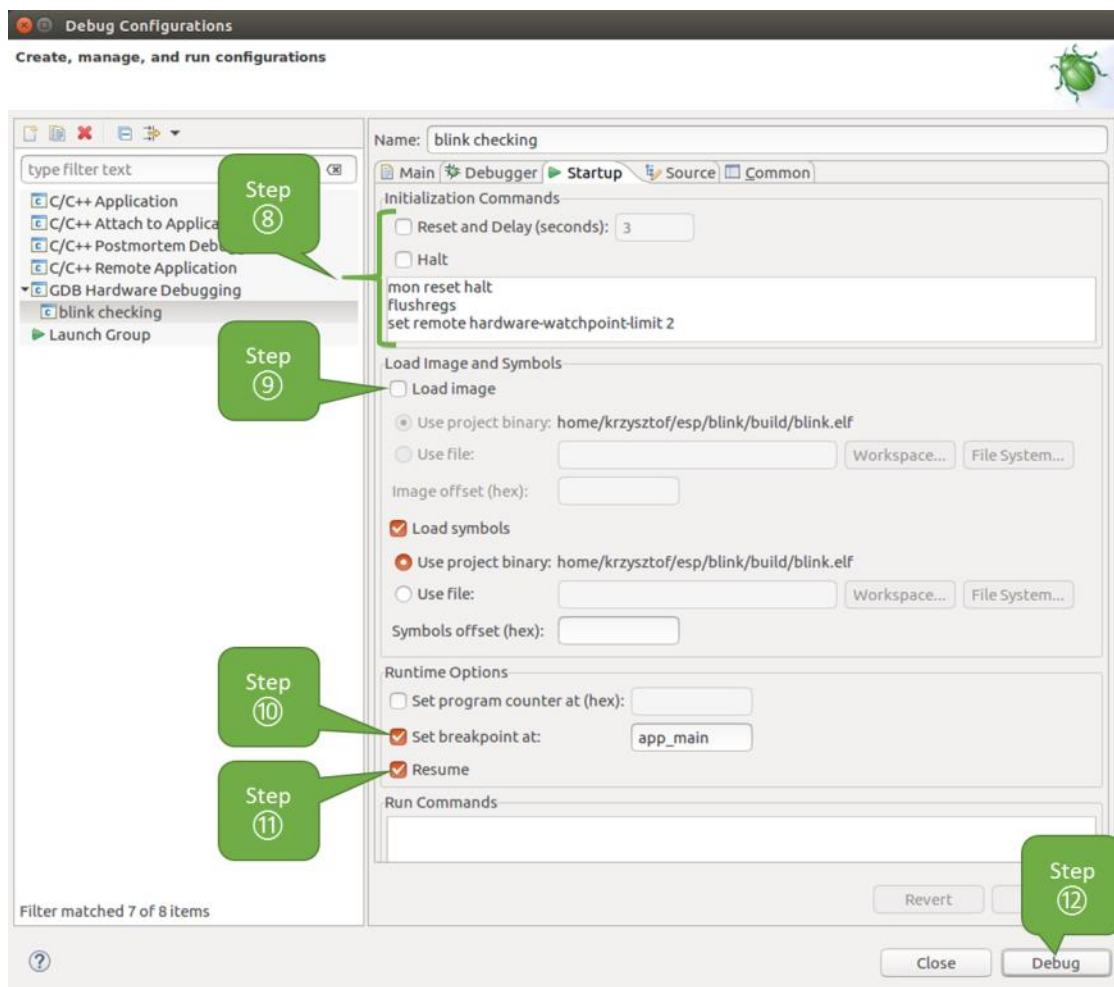 Debug Configurations
Create, manage, and run configurations
type filter text
C/C++ Application
C/C++ Attach to Applica
C/C++ Postmortem Debu
C/C++ Remote Application
GDB Hardware Debugging
blink checking
Launch Group
Filter matched 7 of 8 items
Name: blink checking
Main Debugger Startup Source Common
Initialization Commands
Reset and Delay (seconds): 3
Halt
mon reset halt
flushregs
set remote hardware-watchpoint-limit 2
Load Image and Symbols
Load image
Use project binary: home/krzysztof/esp/blink/build/blink.elf
Use file: Workspace... File System...
Image offset (hex):
Load symbols
Use project binary: home/krzysztof/esp/blink/build/blink.elf
Use file: Workspace... File System...
Symbols offset (hex):
Runtime Options
Set program counter at (hex):
Set breakpoint at: app_main
Resume
Run Commands
Revert
Close Debug
Step
⑧
Step
⑨
Step
⑩
Step
⑪
Step
⑫